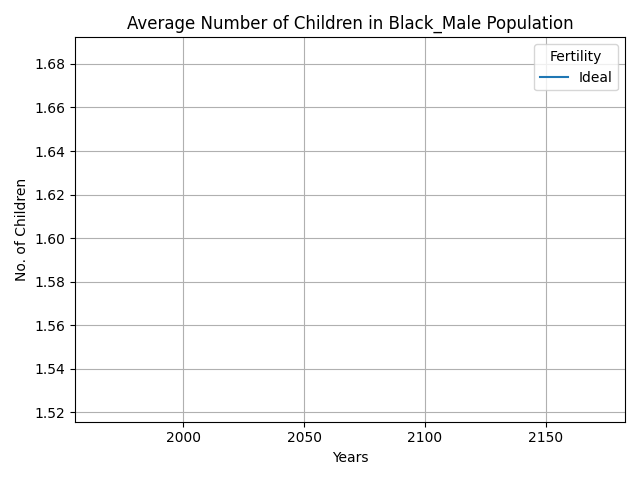 Average Number of Children in Black_Male Population
Fertility
Ideal
1.68
1.66
1.64
1.62
1.60
1.58
1.56
1.54
1.52
No. of Children
2000 2050 2100 2150
Years